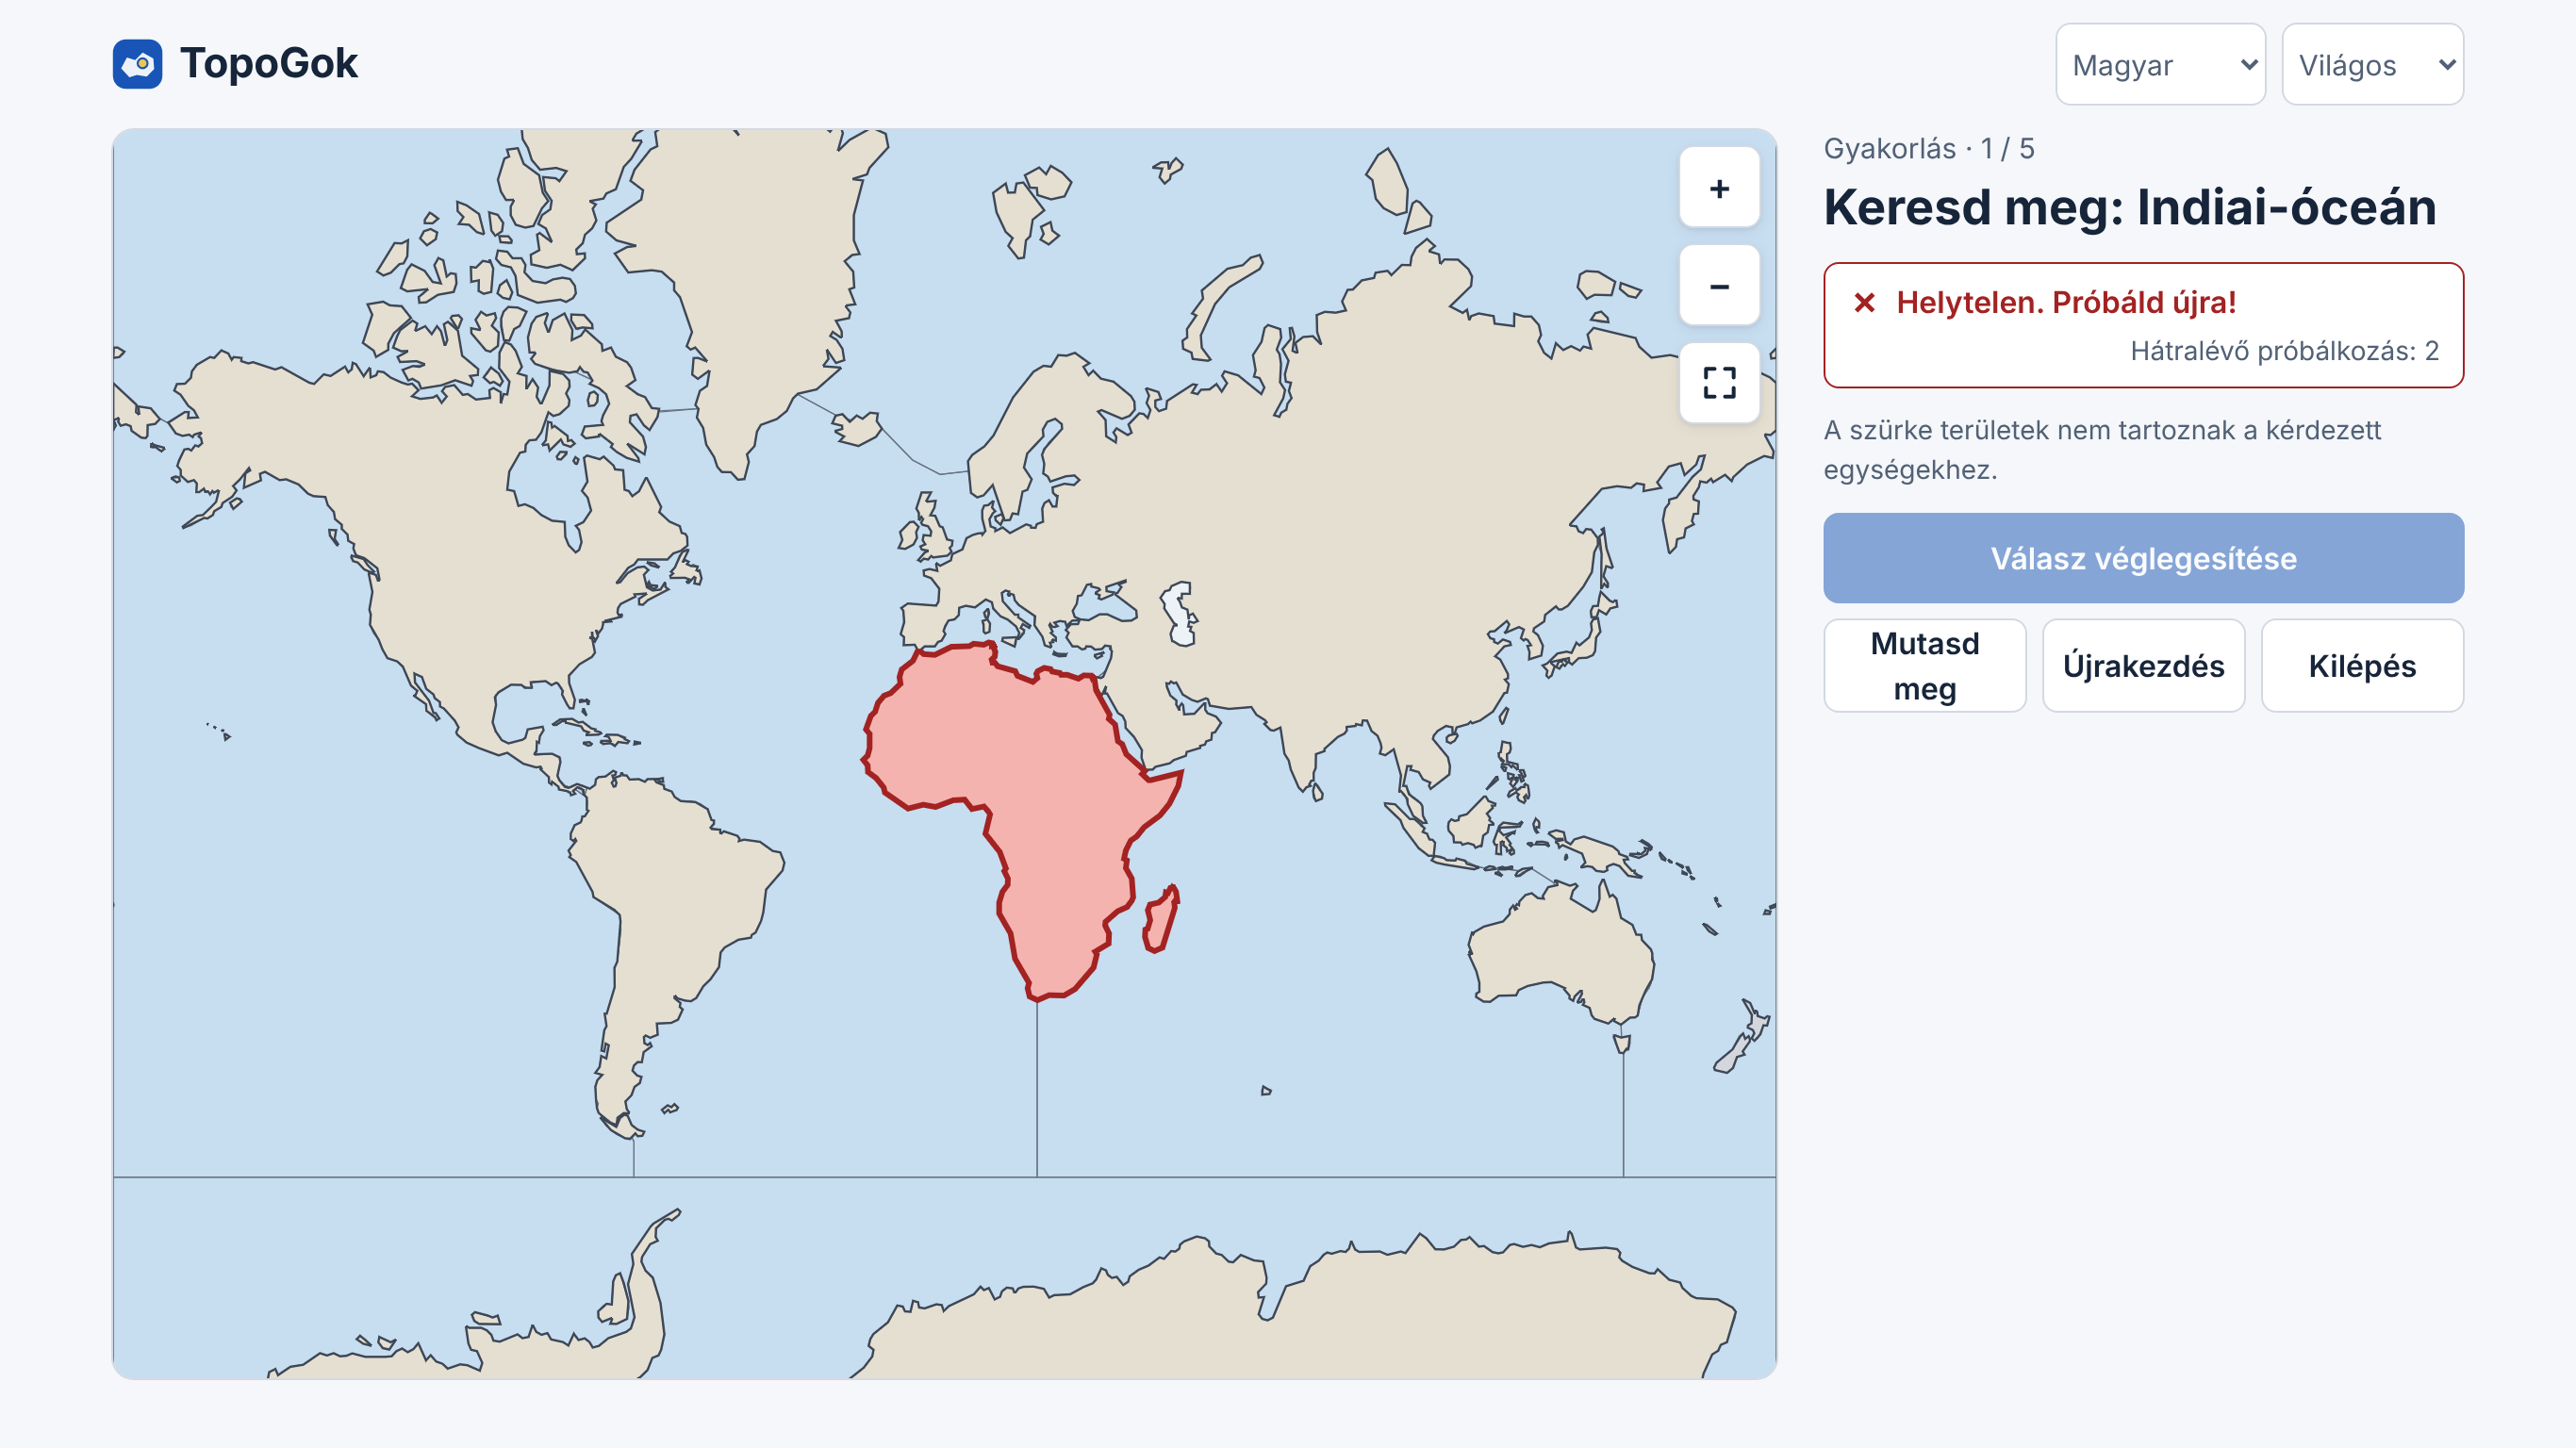 TopoGok
Magyar
Világos
+
−
Gyakorlás · 1 / 5
Keresd meg: Indiai-óceán
× Helytelen. Próbáld újra!
Hátralévő próbálkozás: 2
A szürke területek nem tartoznak a kérdezett
egységekhez.
Válasz véglegesítése
Mutasd
meg
Újrakezdés
Kilépés